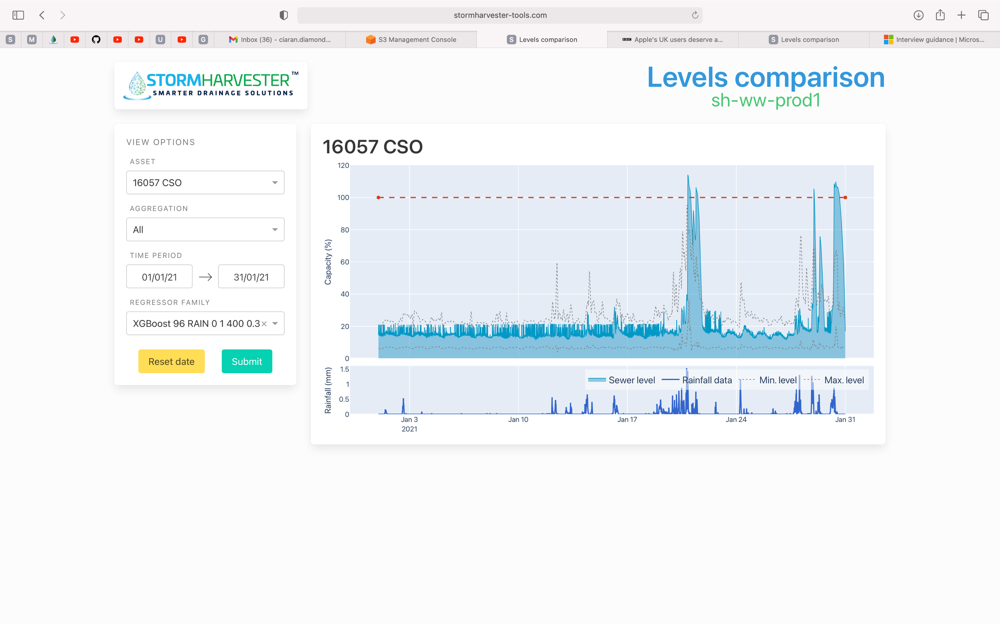 stormharvester-tools.com
S
M
U
G
Inbox (36) - ciaran.diamond...
S3 Management Console
S Levels comparison
BBC Apple's UK users deserve a...
S Levels comparison
Interview guidance | Micros...
STORMHARVESTER™
SMARTER DRAINAGE SOLUTIONS
Levels comparison
sh-ww-prod1
VIEW OPTIONS
ASSET
16057 CSO
AGGREGATION
All
TIME PERIOD
01/01/21 → 31/01/21
REGRESSOR FAMILY
XGBoost 96 RAIN 0 1 400 0.3 ×
Reset date
Submit
16057 CSO
Capacity (%)
120
100
80
60
40
20
0
Rainfall (mm)
1.5
1
0.5
0
Sewer level
Rainfall data
Min. level
Max. level
Jan 3
2021
Jan 10
Jan 17
Jan 24
Jan 31